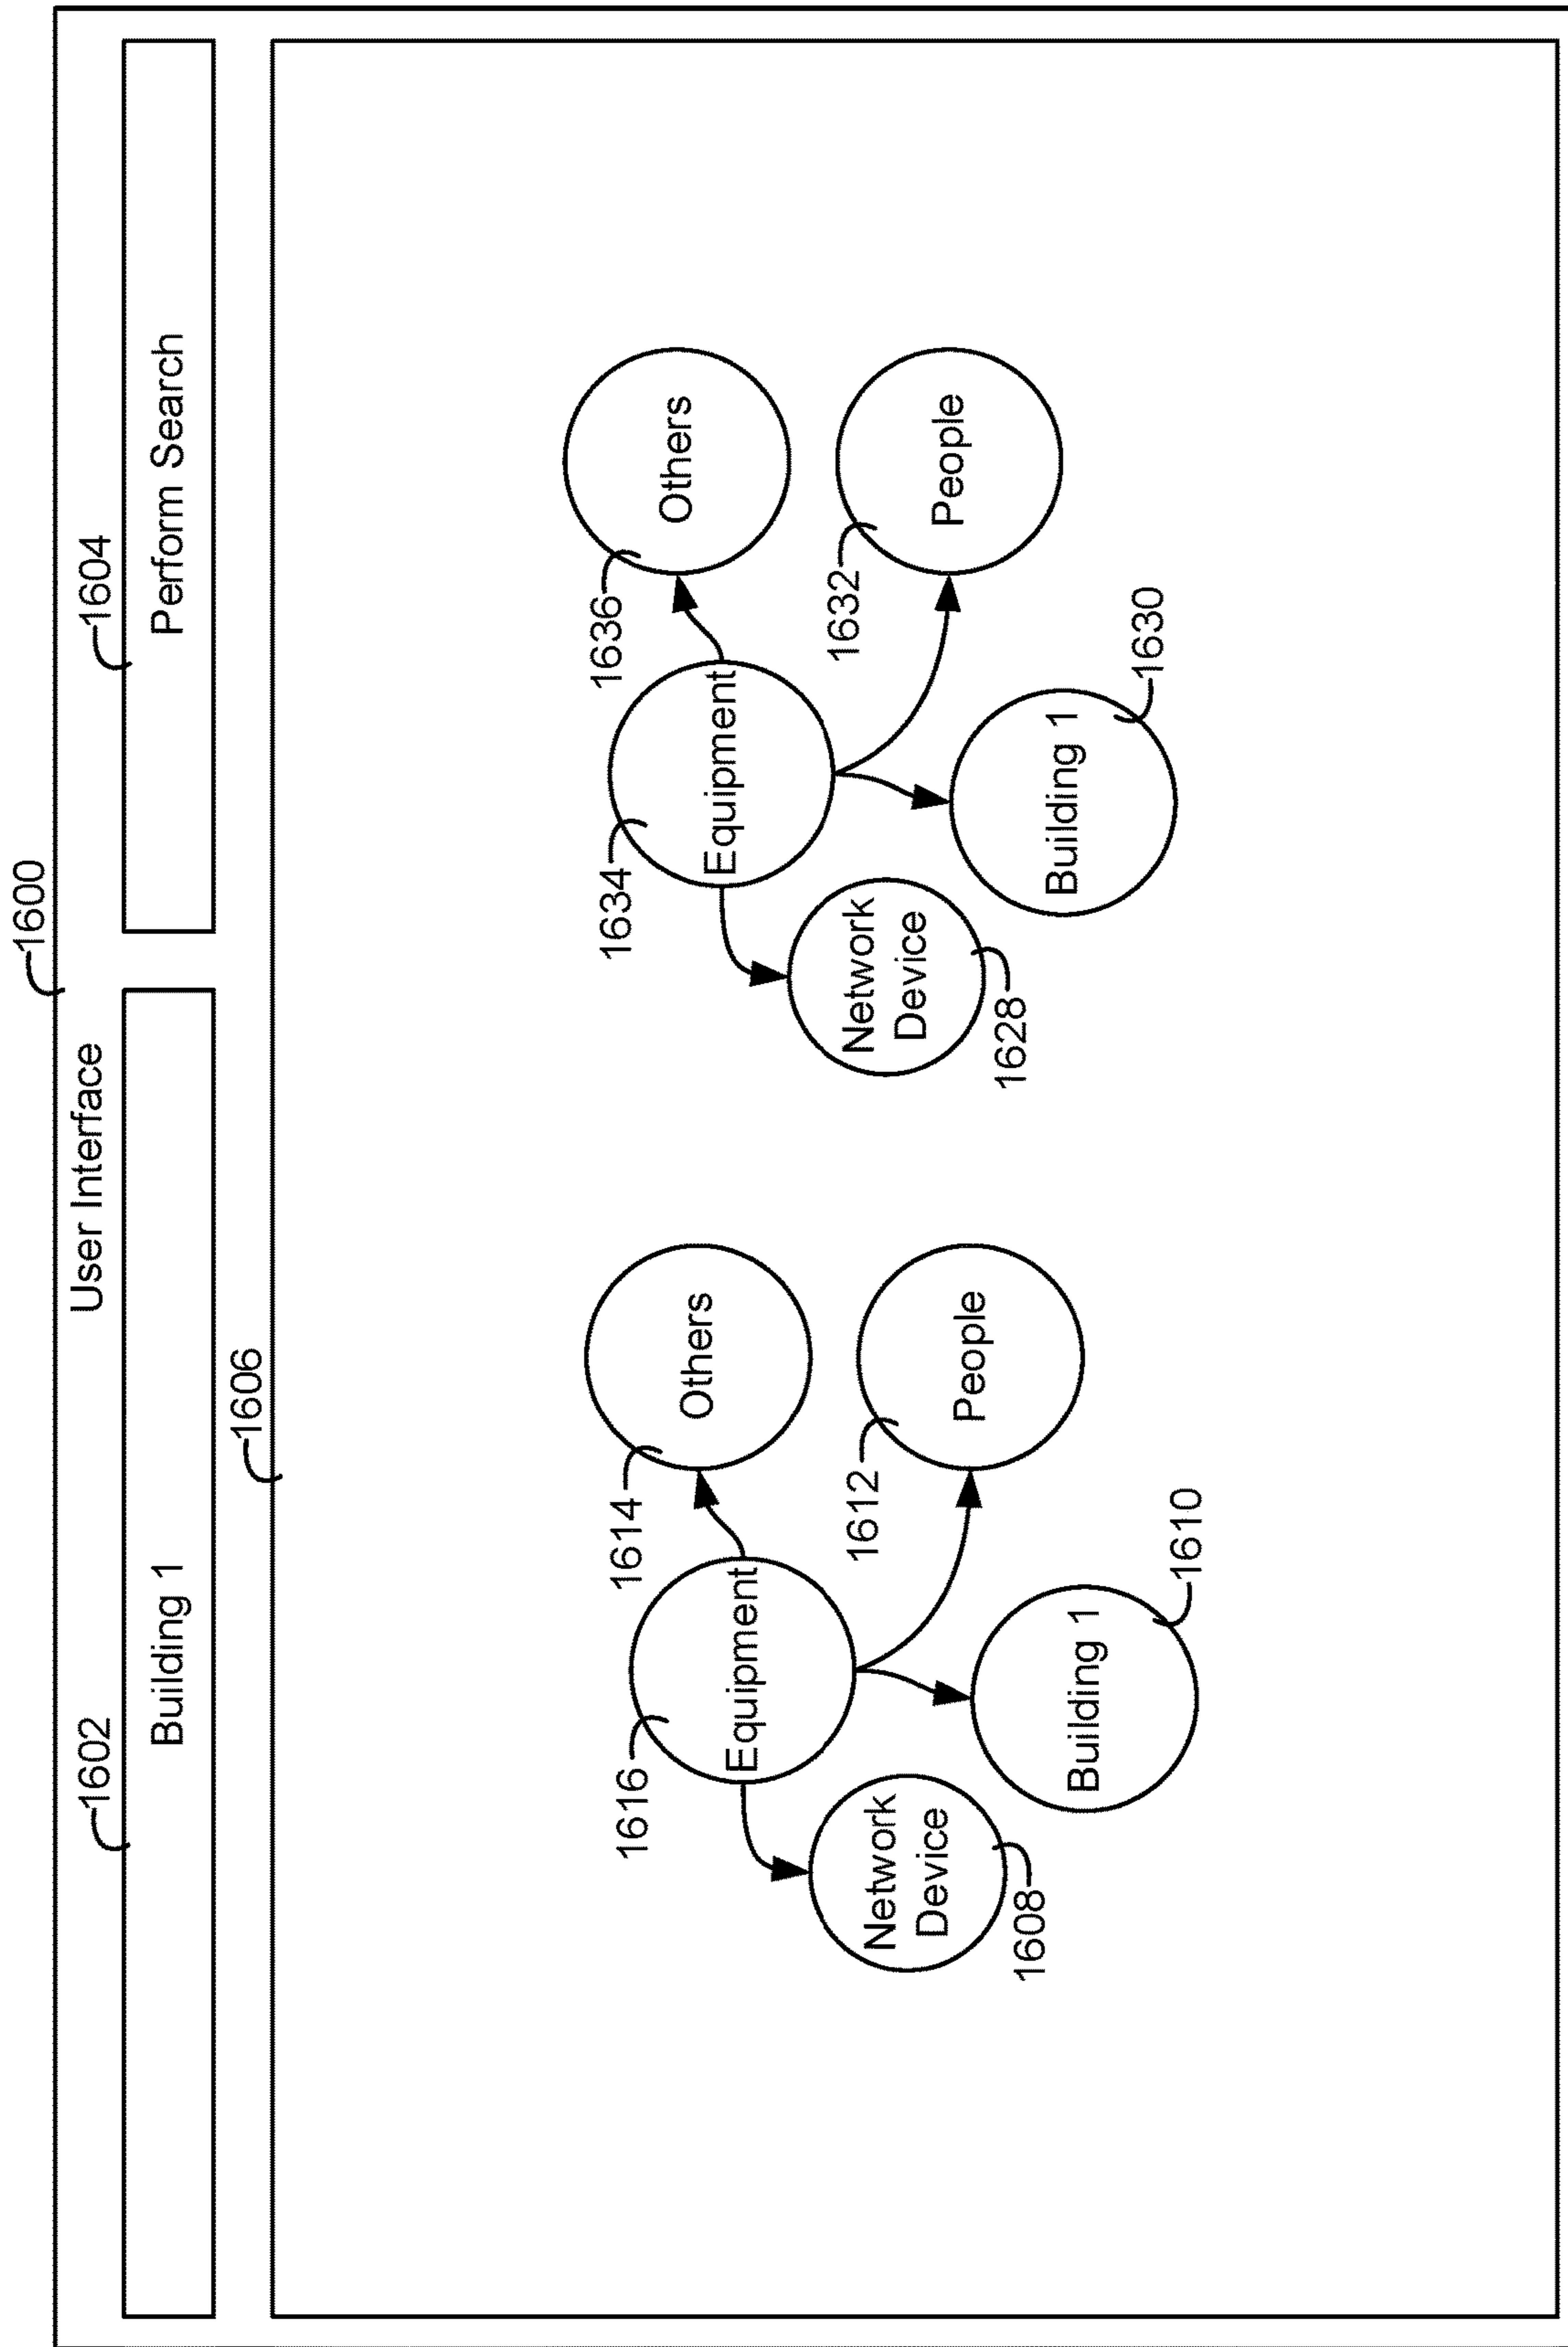 1600
User Interface
1602
1604
Building 1
Perform Search
1606
1616
Equipment
1614
Others
1608
Network
Device
1610
Building 1
1612
People
1634
Equipment
1636
Others
1628
Network
Device
1630
Building 1
1632
People